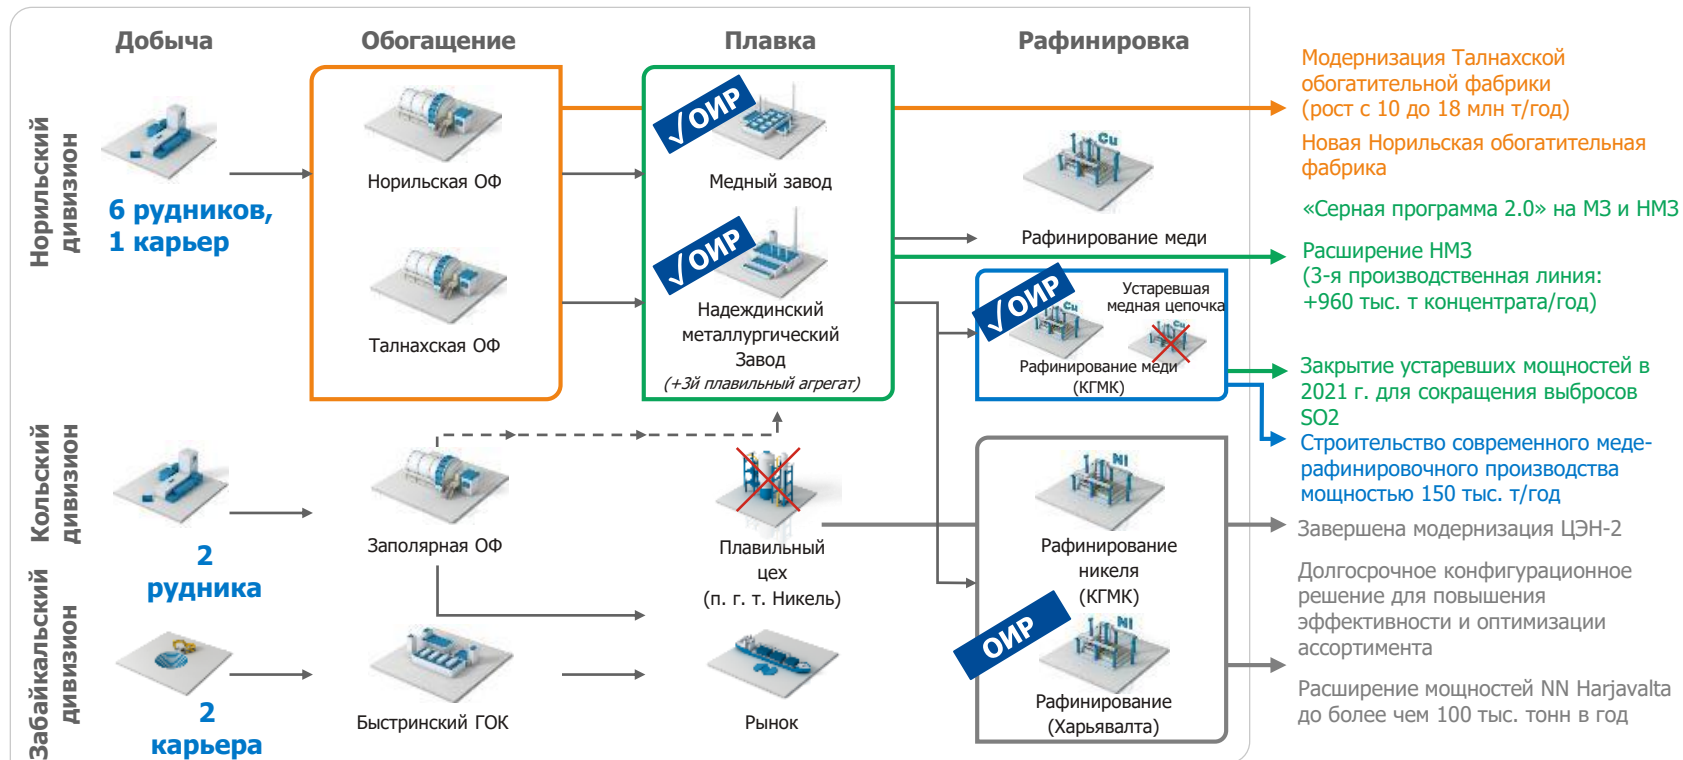 Добыча
Обогащение
Плавка
Рафинировка
Норильский
дивизион
6 рудников,
1 карьер
Норильская ОФ
Талнахская ОФ
√ОИР
Медный завод
√ОИР
Надеждинский
металлургический
Завод
(+3й плавильный агрегат)
Cu
Рафинирование меди
√ОИР
Cu
Рафинирование меди
(КГМК)
Устаревшая
медная цепочка
Cu
Кольский
дивизион
2
рудника
Заполярная ОФ
Плавильный
цех
(п. г. т. Никель)
NI
Рафинирование
никеля
(КГМК)
ОИР
NI
Рафинирование
(Харьявалта)
Забайкальский
дивизион
2
карьера
Быстринский ГОК
Рынок
Модернизация Талнахской
обогатительной фабрики
(рост с 10 до 18 млн т/год)
Новая Норильская обогатительная
фабрика
«Серная программа 2.0» на МЗ и НМЗ
Расширение НМЗ
(3-я производственная линия:
+960 тыс. т концентрата/год)
Закрытие устаревших мощностей в
2021 г. для сокращения выбросов
SO2
Строительство современного меде-
рафинировочного производства
мощностью 150 тыс. т/год
Завершена модернизация ЦЭН-2
Долгосрочное конфигурационное
решение для повышения
эффективности и оптимизации
ассортимента
Расширение мощностей NN Harjavalta
до более чем 100 тыс. тонн в год